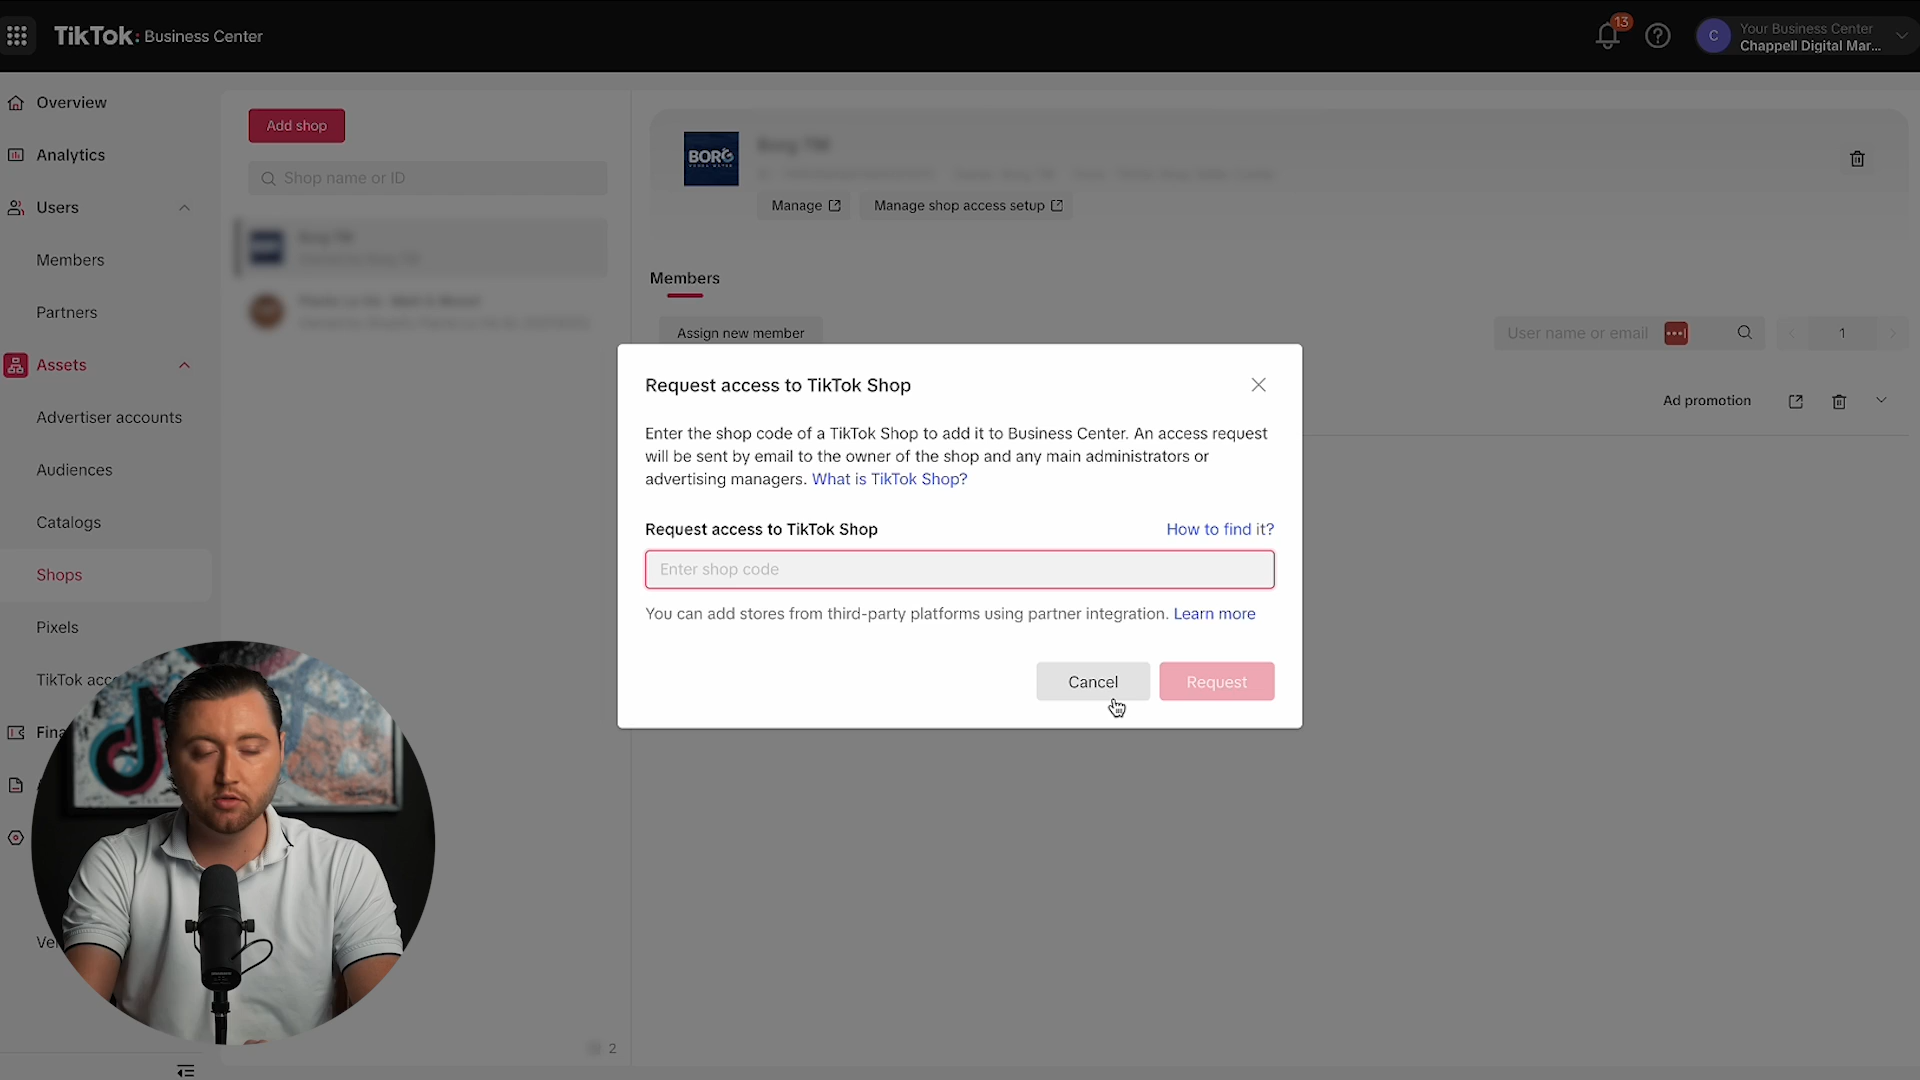 TikTok: Business Center
13
C
Your Business Center
Chappell Digital Mar...
Overview
Analytics
Users
Members
Partners
Assets
Advertiser accounts
Audiences
Catalogs
Shops
Pixels
TikTok acc
Fina
Ve
Add shop
Shop name or ID
2
BORG
Manage
Manage shop access setup
Members
Assign new member
User name or email
1
Ad promotion
Request access to TikTok Shop
Enter the shop code of a TikTok Shop to add it to Business Center. An access request
will be sent by email to the owner of the shop and any main administrators or
advertising managers. What is TikTok Shop?
Request access to TikTok Shop
How to find it?
Enter shop code
You can add stores from third-party platforms using partner integration. Learn more
Cancel
Request